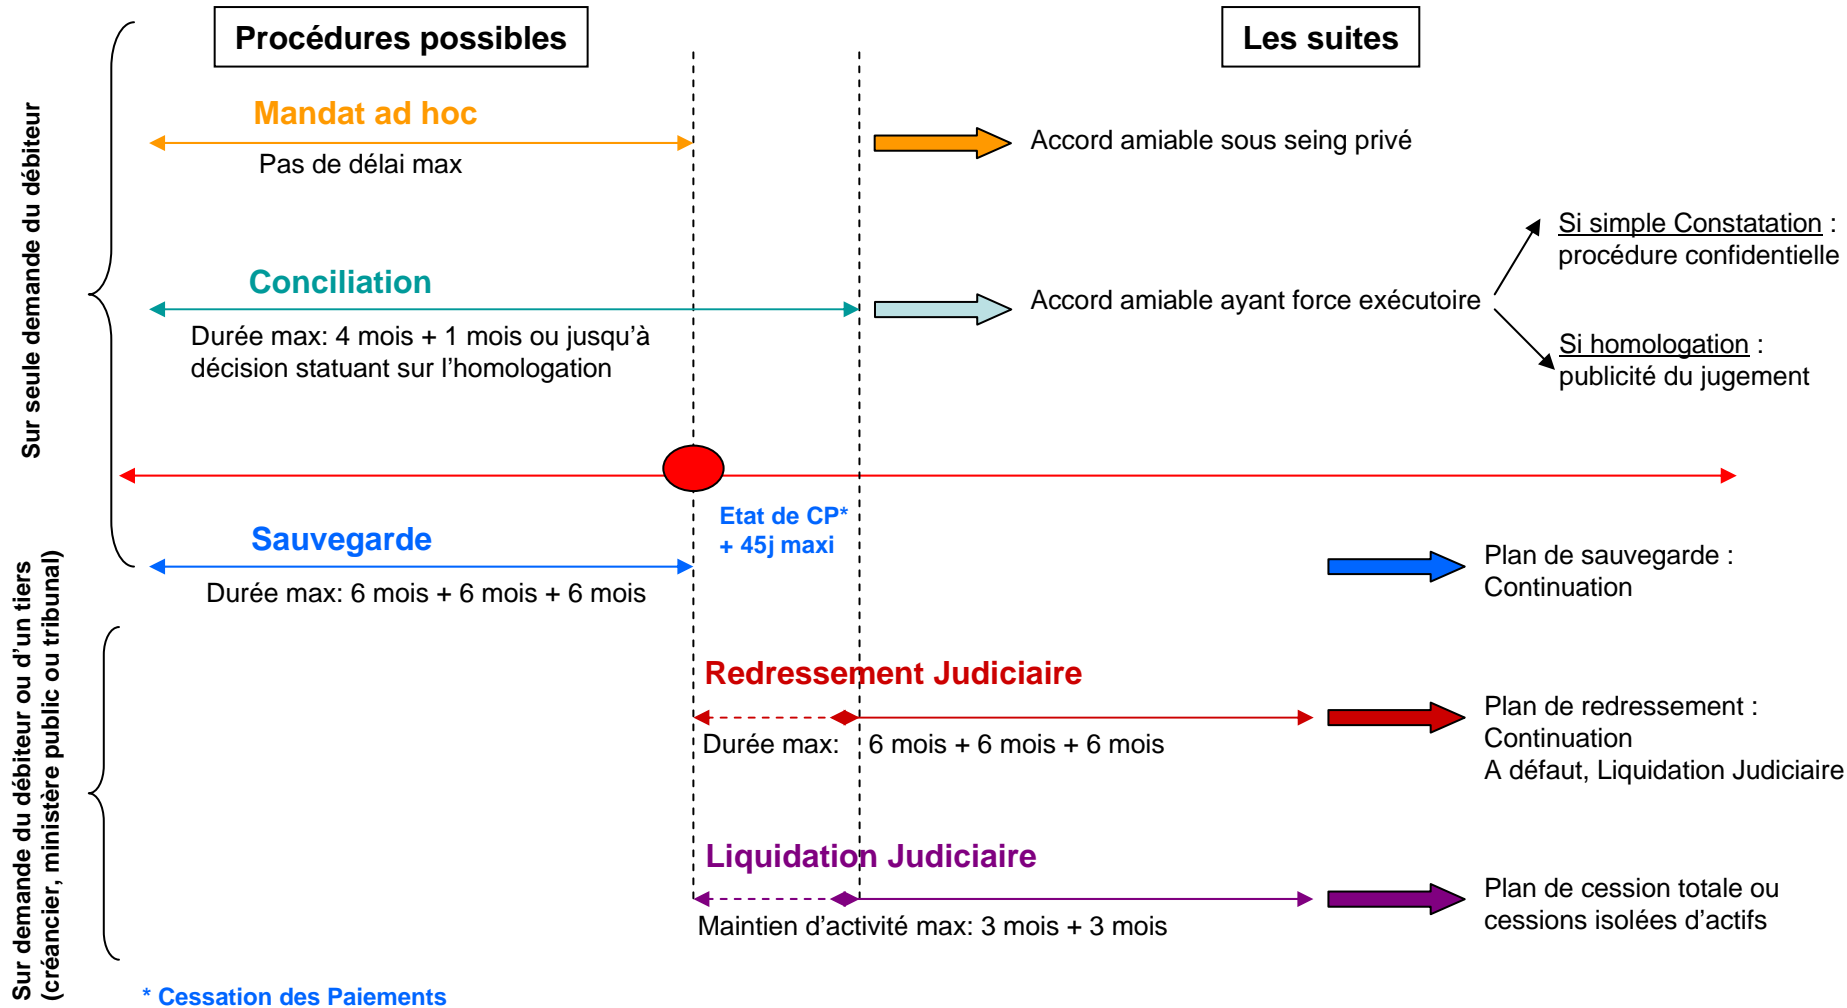 Procédures possibles
Les suites
Sur seule demande du débiteur
Mandat ad hoc
Pas de délai max
Accord amiable sous seing privé
Conciliation
Durée max: 4 mois + 1 mois ou jusqu'à
décision statuant sur l'homologation
Accord amiable ayant force exécutoire
Si simple Constatation :
procédure confidentielle
Si homologation :
publicité du jugement
Etat de CP*
+ 45j maxi
Sauvegarde
Durée max: 6 mois + 6 mois + 6 mois
Plan de sauvegarde :
Continuation
Sur demande du débiteur ou d'un tiers
(créancier, ministère public ou tribunal)
Redressement Judiciaire
Durée max: 6 mois + 6 mois + 6 mois
Plan de redressement :
Continuation
A défaut, Liquidation Judiciaire
Liquidation Judiciaire
Maintien d'activité max: 3 mois + 3 mois
Plan de cession totale ou
cessions isolées d'actifs
* Cessation des Paiements